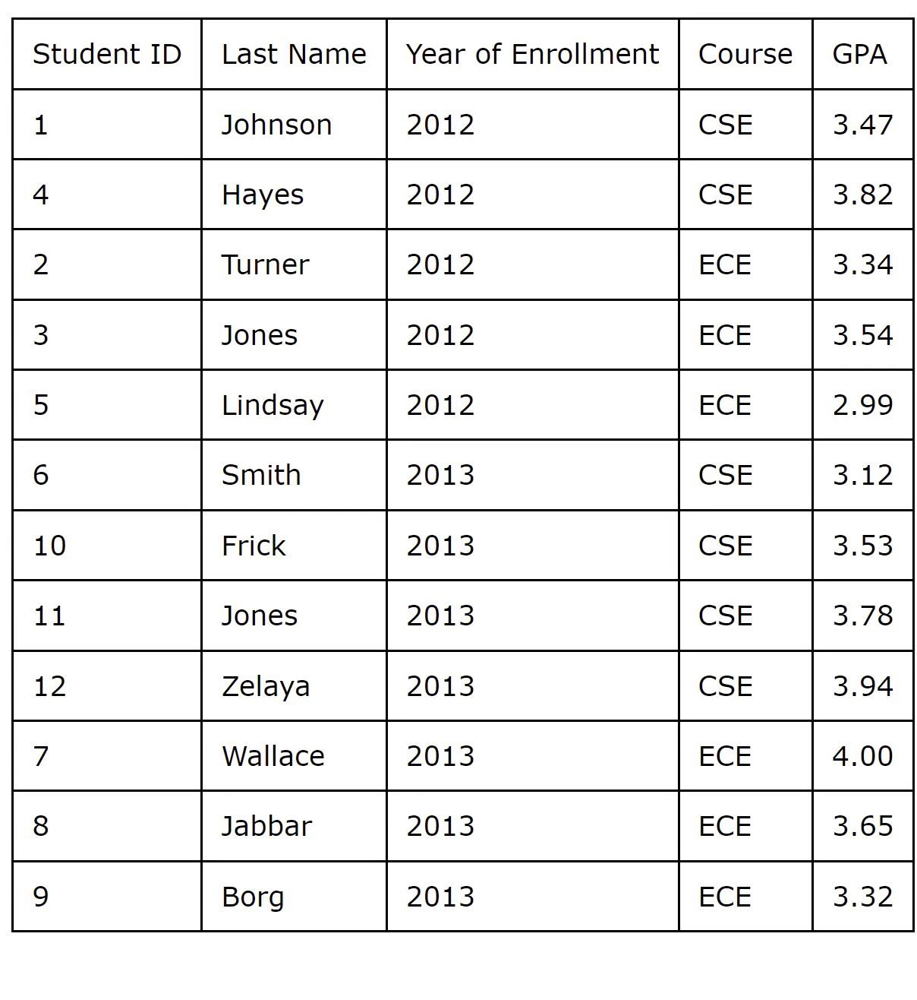 Student ID Last Name Year of Enrollment Course GPA
1 Johnson 2012 CSE 3.47
4 Hayes 2012 CSE 3.82
2 Turner 2012 ECE 3.34
3 Jones 2012 ECE 3.54
5 Lindsay 2012 ECE 2.99
6 Smith 2013 CSE 3.12
10 Frick 2013 CSE 3.53
11 Jones 2013 CSE 3.78
12 Zelaya 2013 CSE 3.94
7 Wallace 2013 ECE 4.00
8 Jabbar 2013 ECE 3.65
9 Borg 2013 ECE 3.32